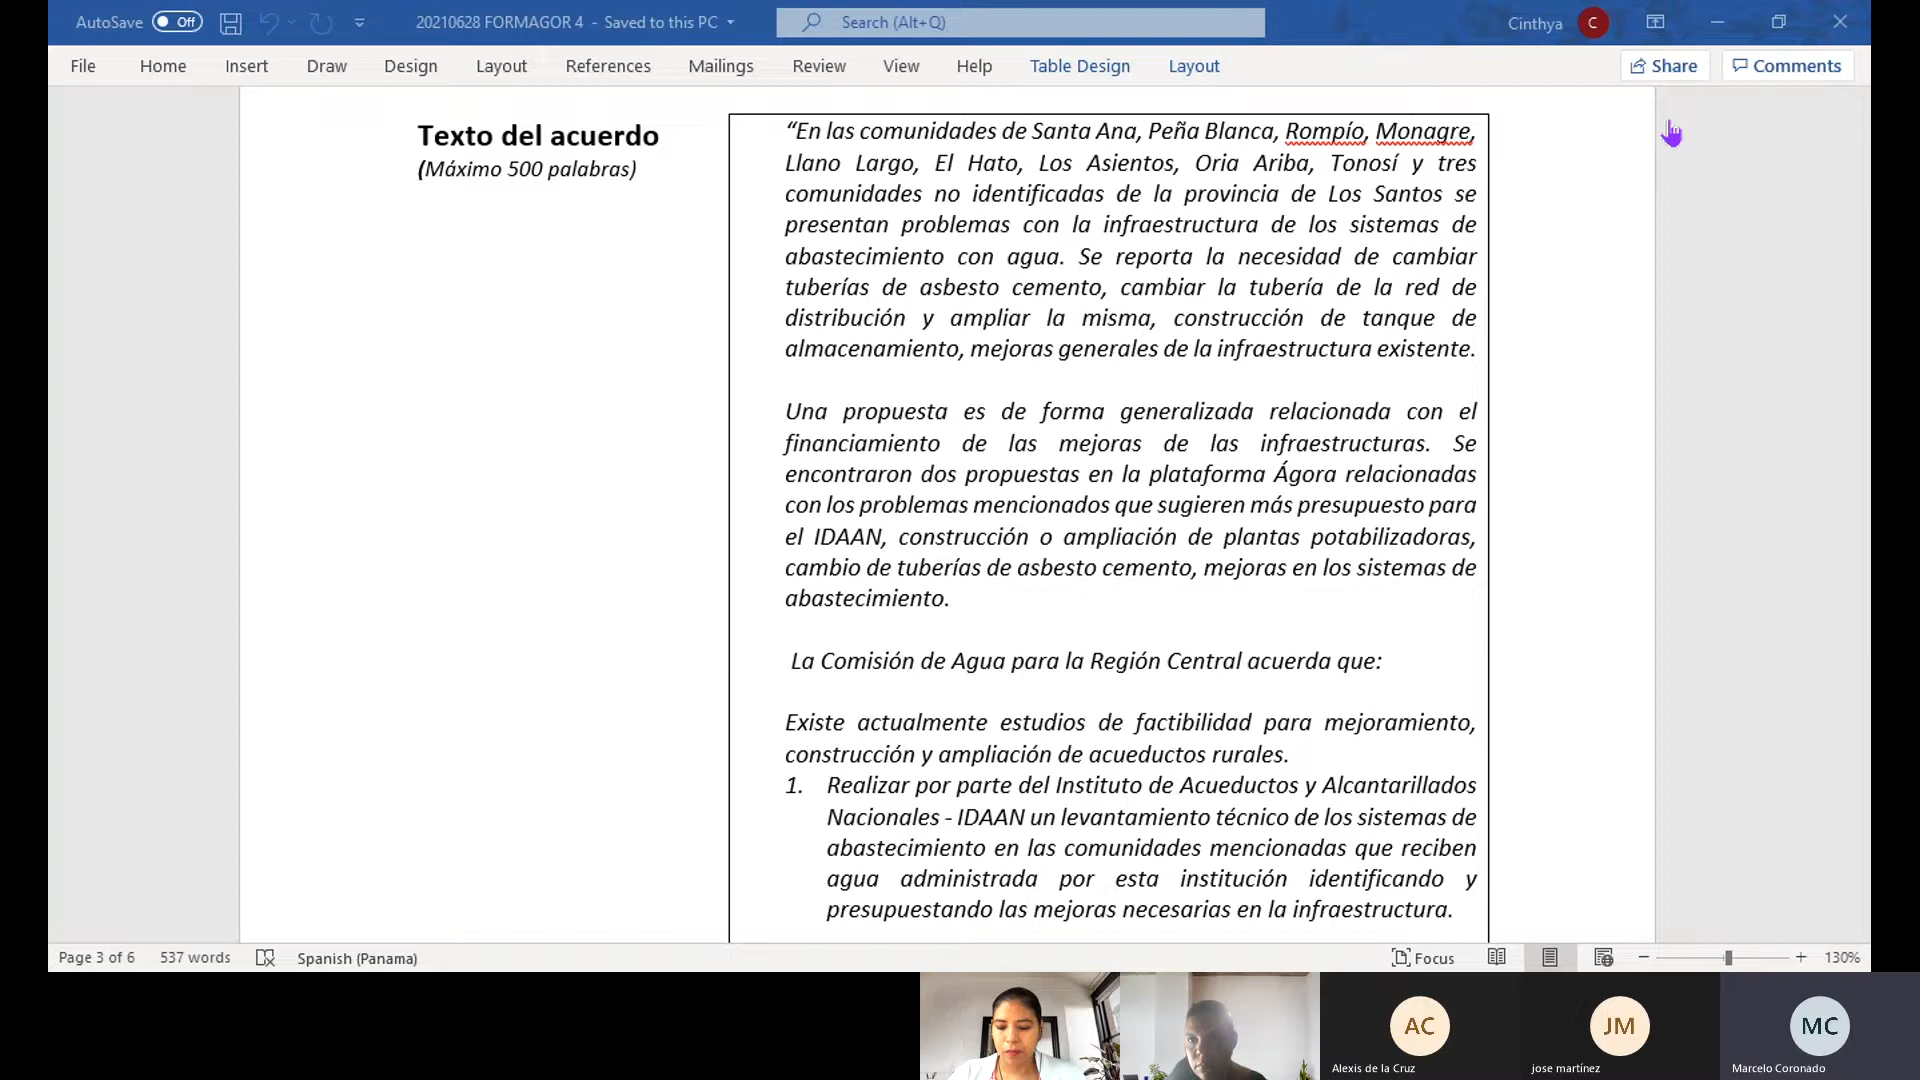 AutoSave Off 20210628 FORMAGOR 4 - Saved to this PC Search (Alt+Q) Cinthya C
File Home Insert Draw Design Layout References Mailings Review View Help Table Design Layout Share Comments
Texto del acuerdo
(Máximo 500 palabras)
“En las comunidades de Santa Ana, Peña Blanca, Rompío, Monagre,
Llano Largo, El Hato, Los Asientos, Oria Ariba, Tonosí y tres
comunidades no identificadas de la provincia de Los Santos se
presentan problemas con la infraestructura de los sistemas de
abastecimiento con agua. Se reporta la necesidad de cambiar
tuberías de asbesto cemento, cambiar la tubería de la red de
distribución y ampliar la misma, construcción de tanque de
almacenamiento, mejoras generales de la infraestructura existente.
Una propuesta es de forma generalizada relacionada con el
financiamiento de las mejoras de las infraestructuras. Se
encontraron dos propuestas en la plataforma Ágora relacionadas
con los problemas mencionados que sugieren más presupuesto para
el IDAAN, construcción o ampliación de plantas potabilizadoras,
cambio de tuberías de asbesto cemento, mejoras en los sistemas de
abastecimiento.
La Comisión de Agua para la Región Central acuerda que:
Existe actualmente estudios de factibilidad para mejoramiento,
construcción y ampliación de acueductos rurales.
1. Realizar por parte del Instituto de Acueductos y Alcantarillados
Nacionales - IDAAN un levantamiento técnico de los sistemas de
abastecimiento en las comunidades mencionadas que reciben
agua administrada por esta institución identificando y
presupuestando las mejoras necesarias en la infraestructura.
Page 3 of 6 537 words Spanish (Panama) Focus 130%
AC JM MC
Alexis de la Cruz jose martínez Marcelo Coronado